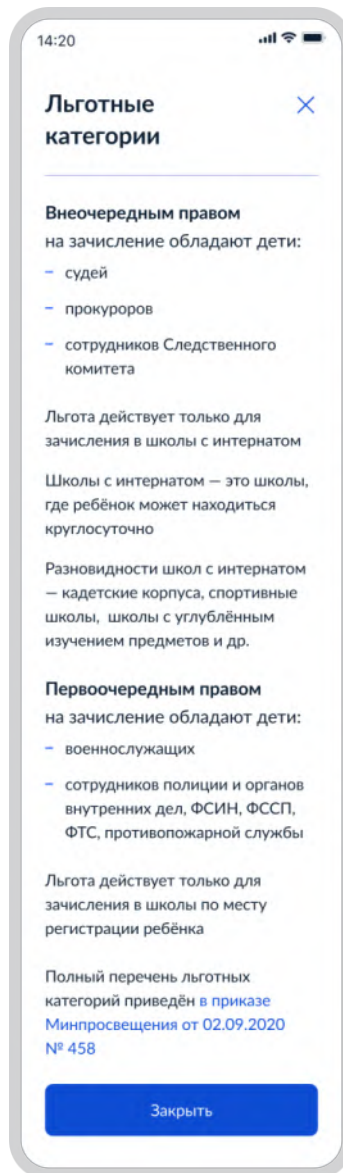 14:20
Льготные
категории
Внеочередным правом
на зачисление обладают дети:
– судей
– прокуроров
– сотрудников Следственного
комитета
Льгота действует только для
зачисления в школы с интернатом
Школы с интернатом — это школы,
где ребёнок может находиться
круглосуточно
Разновидности школ с интернатом
— кадетские корпуса, спортивные
школы, школы с углублённым
изучением предметов и др.
Первоочередным правом
на зачисление обладают дети:
– военнослужащих
– сотрудников полиции и органов
внутренних дел, ФСИН, ФССП,
ФТС, противопожарной службы
Льгота действует только для
зачисления в школы по месту
регистрации ребёнка
Полный перечень льготных
категорий приведён в приказе
Минпросвещения от 02.09.2020
№ 458
Закрыть